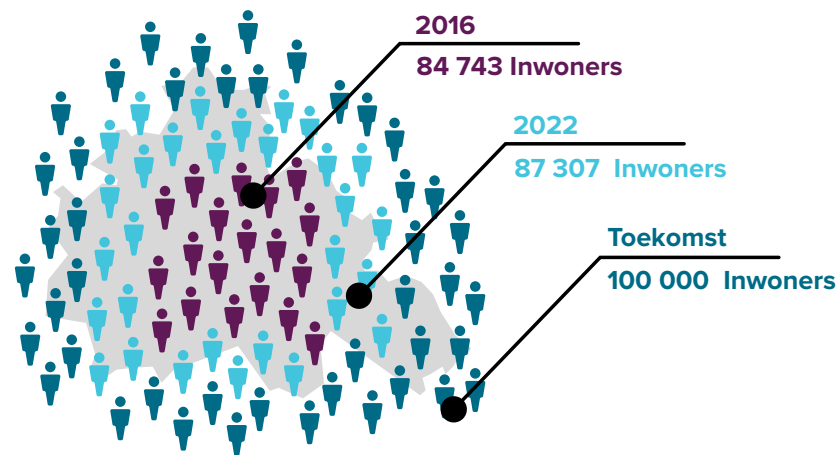 2016
84 743 Inwoners
2022
87 307 Inwoners
Toekomst
100 000 Inwoners